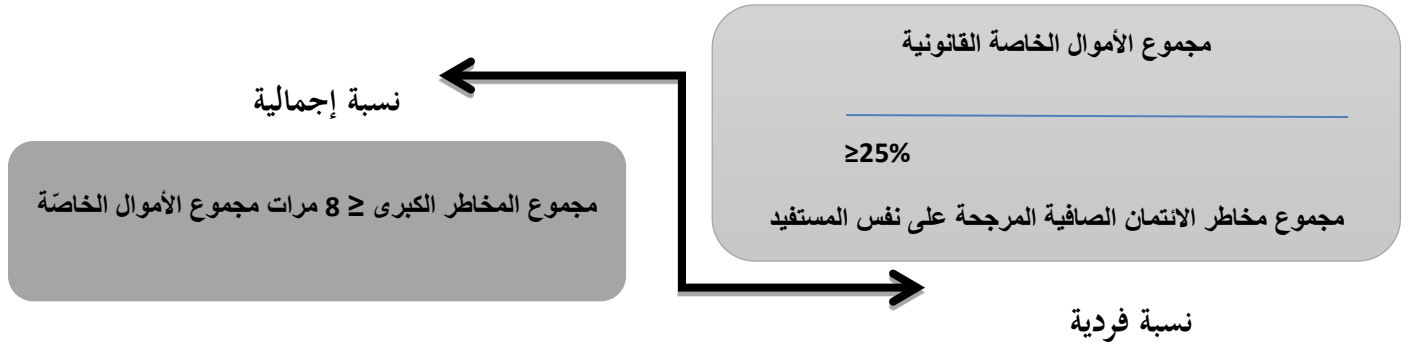 مجموع الأموال الخاصة القانونية
≥25%
مجموع مخاطر الائتمان الصافية المرجحة على نفس المستفيد
نسبة فردية
نسبة إجمالية
مجموع المخاطر الكبرى ≤ 8 مرات مجموع الأموال الخاصّة